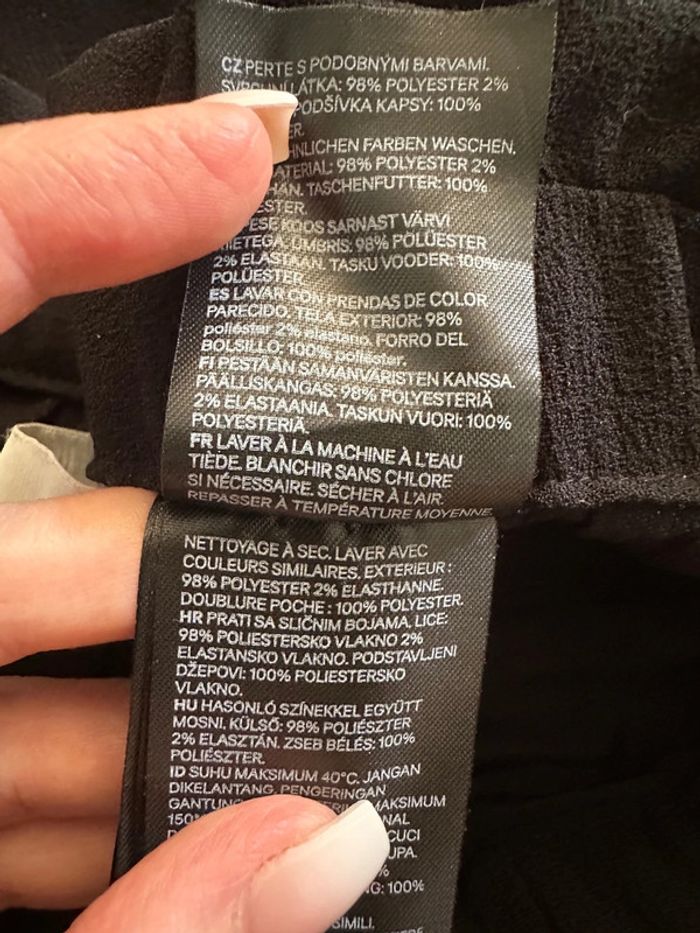 CZ PERTE S PODOBNÝMI BARVAMI.
LÁTKA: 98% POLYESTER 2%
PODŠÍVKA KAPSY: 100%
FARBEN WASCHEN.
98% POLYESTER 2%
TASCHENFUTTER: 100%
KOOS SARNAST VÄRVI
ÜMBRIS: 98% POLÜESTER
2% ELASTAAN. TASKU VOODER: 100%
POLÜESTER.
ES LAVAR CON PRENDAS DE COLOR
PARECIDO. TELA EXTERIOR: 98%
poliéster 2% elastano. FORRO DEL
BOLSILLO: 100% poliéster.
FI PESTÄÄN SAMANVÄRISTEN KANSSA.
PÄÄLLISKANGAS: 98% POLYESTERIÄ
2% ELASTAANIA. TASKUN VUORI: 100%
POLYESTERIÄ.
FR LAVER À LA MACHINE À L'EAU
TIÈDE. BLANCHIR SANS CHLORE
SI NÉCESSAIRE. SÉCHER À L'AIR.
REPASSER À TEMPÉRATURE MOYENNE.
NETTOYAGE À SEC. LAVER AVEC
COULEURS SIMILAIRES. EXTERIEUR :
98% POLYESTER 2% ELASTHANNE.
DOUBLURE POCHE : 100% POLYESTER.
HR PRATI SA SLIČNIM BOJAMA. LICE:
98% POLIESTERSKO VLAKNO 2%
ELASTANSKO VLAKNO. PODSTAVLJENI
DŽEPOVI: 100% POLIESTERSKO
VLAKNO.
HU HASONLÓ SZÍNEKKEL EGYÜTT
MOSNI. KÜLSŐ: 98% POLIÉSZTER
2% ELASZTÁN. ZSEB BÉLÉS: 100%
POLIÉSZTER.
ID SUHU MAKSIMUM 40°C. JANGAN
DIKELANTANG. PENGERINGAN
MAKSIMUM
100%